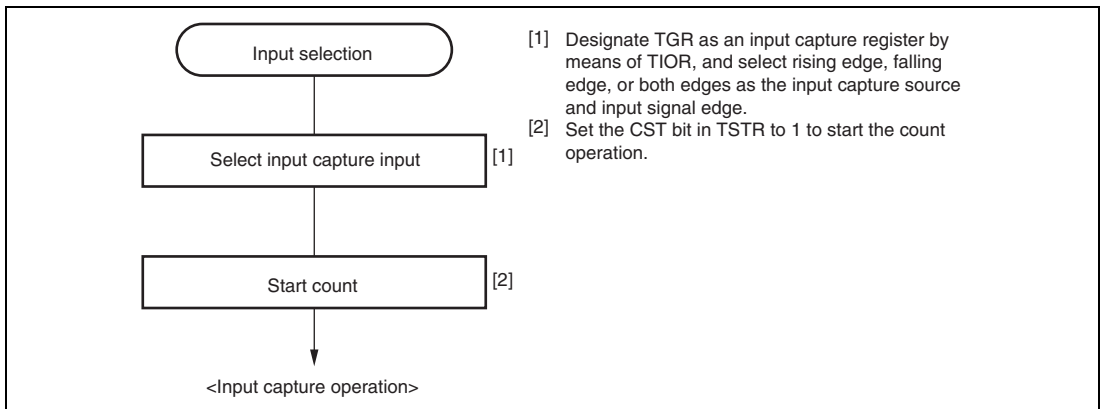 Input selection
Select input capture input
[1]
Start count
[2]
<Input capture operation>
[1] Designate TGR as an input capture register by
means of TIOR, and select rising edge, falling
edge, or both edges as the input capture source
and input signal edge.
[2] Set the CST bit in TSTR to 1 to start the count
operation.